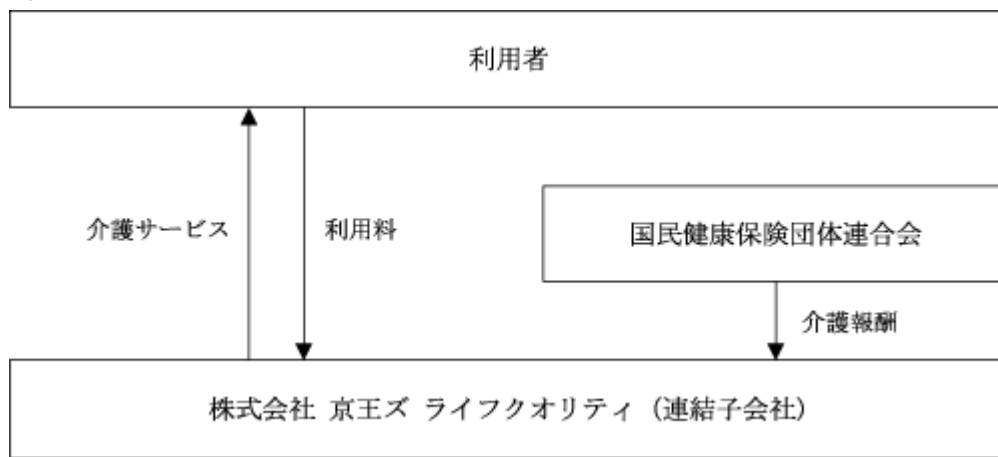 利用者
介護サービス
利用料
国民健康保険団体連合会
介護報酬
株式会社 京王ズ ライフクオリティ（連結子会社）